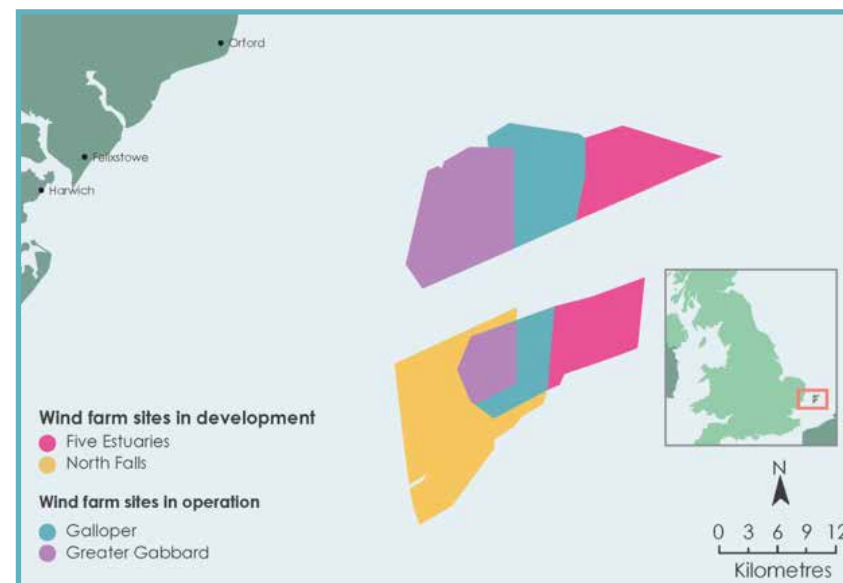 Orford
Felixstowe
Harwich
Wind farm sites in development
Five Estuaries
North Falls
Wind farm sites in operation
Galloper
Greater Gabbard
N
0 3 6 9 12
Kilometres